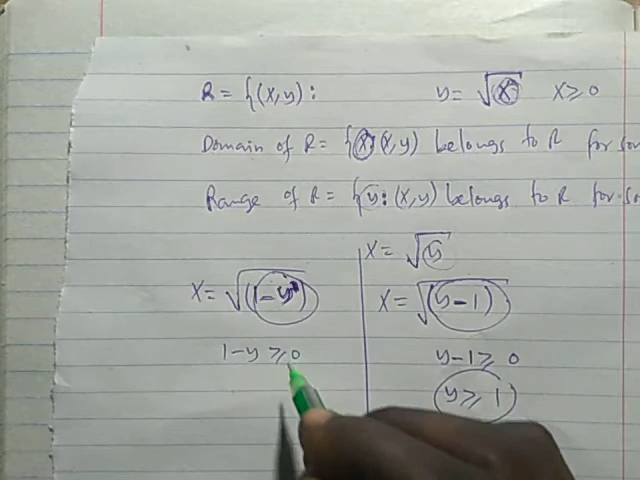 R = {(x,y): y = √x x ≥ 0
Domain of R = {x (x,y) belongs to R for
Range of R = {y: (x,y) belongs to R for
x = √(1-y)
1-y ≥ 0
x = √y
x = √(y-1)
y-1 ≥ 0
y ≥ 1